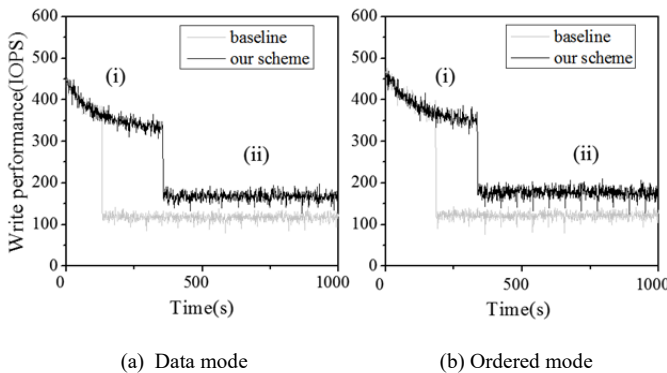 600
500
400
300
200
100
0
Write performance(IOPS)
(i)
(ii)
baseline
our scheme
0
500
1000
Time(s)
(a) Data mode
600
500
400
300
200
100
0
(i)
(ii)
baseline
our scheme
0
500
1000
Time(s)
(b) Ordered mode